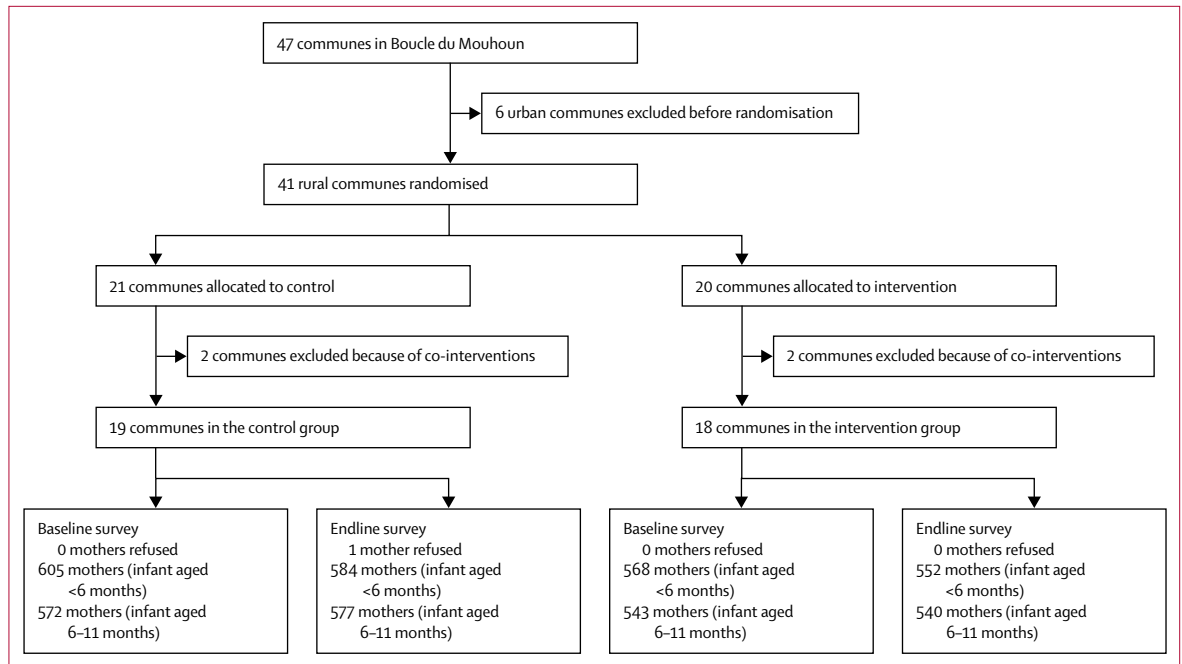 47 communes in Boucle du Mouhoun
6 urban communes excluded before randomisation
41 rural communes randomised
21 communes allocated to control
20 communes allocated to intervention
2 communes excluded because of co-interventions
2 communes excluded because of co-interventions
19 communes in the control group
18 communes in the intervention group
Baseline survey
0 mothers refused
605 mothers (infant aged
<6 months)
572 mothers (infant aged
6–11 months)
Endline survey
1 mother refused
584 mothers (infant aged
<6 months)
577 mothers (infant aged
6–11 months)
Baseline survey
0 mothers refused
568 mothers (infant aged
<6 months)
543 mothers (infant aged
6–11 months)
Endline survey
0 mothers refused
552 mothers (infant aged
<6 months)
540 mothers (infant aged
6–11 months)